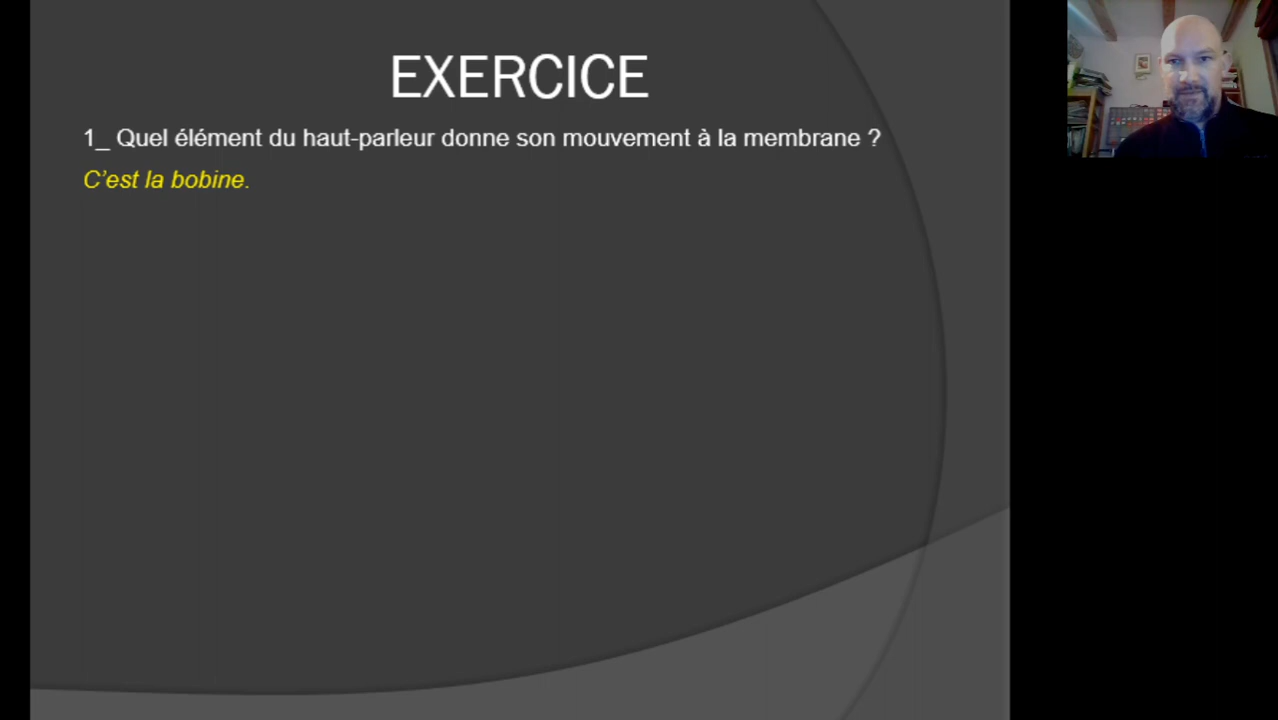 EXERCICE
1_ Quel élément du haut-parleur donne son mouvement à la membrane ?
C’est la bobine.